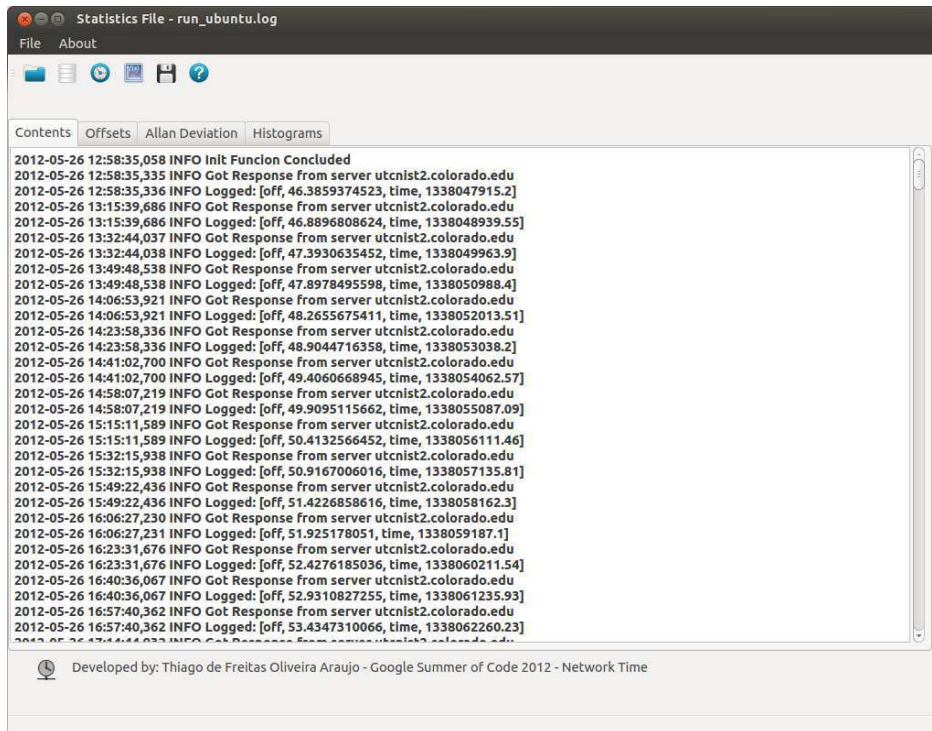 Statistics File - run_ubuntu.log
File About
Contents Offsets Allan Deviation Histograms
2012-05-26 12:58:35,058 INFO Init Funcion Concluded
2012-05-26 12:58:35,335 INFO Got Response from server utcnist2.colorado.edu
2012-05-26 12:58:35,336 INFO Logged: [off, 46.3859374523, time, 1338047915.2]
2012-05-26 13:15:39,686 INFO Got Response from server utcnist2.colorado.edu
2012-05-26 13:15:39,686 INFO Logged: [off, 46.8896808624, time, 1338048939.55]
2012-05-26 13:32:44,037 INFO Got Response from server utcnist2.colorado.edu
2012-05-26 13:32:44,038 INFO Logged: [off, 47.3930635452, time, 1338049963.9]
2012-05-26 13:49:48,538 INFO Got Response from server utcnist2.colorado.edu
2012-05-26 13:49:48,538 INFO Logged: [off, 47.8978495598, time, 1338050988.4]
2012-05-26 14:06:53,921 INFO Got Response from server utcnist2.colorado.edu
2012-05-26 14:06:53,921 INFO Logged: [off, 48.2655675411, time, 1338052013.51]
2012-05-26 14:23:58,336 INFO Got Response from server utcnist2.colorado.edu
2012-05-26 14:23:58,336 INFO Logged: [off, 48.9044716358, time, 1338053038.2]
2012-05-26 14:41:02,700 INFO Got Response from server utcnist2.colorado.edu
2012-05-26 14:41:02,700 INFO Logged: [off, 49.4060668945, time, 1338054062.57]
2012-05-26 14:58:07,219 INFO Got Response from server utcnist2.colorado.edu
2012-05-26 14:58:07,219 INFO Logged: [off, 49.9095115662, time, 1338055087.09]
2012-05-26 15:15:11,589 INFO Got Response from server utcnist2.colorado.edu
2012-05-26 15:15:11,589 INFO Logged: [off, 50.4132566452, time, 1338056111.46]
2012-05-26 15:32:15,938 INFO Got Response from server utcnist2.colorado.edu
2012-05-26 15:32:15,938 INFO Logged: [off, 50.9167006016, time, 1338057135.81]
2012-05-26 15:49:22,436 INFO Got Response from server utcnist2.colorado.edu
2012-05-26 15:49:22,436 INFO Logged: [off, 51.4226858616, time, 1338058162.3]
2012-05-26 16:06:27,230 INFO Got Response from server utcnist2.colorado.edu
2012-05-26 16:06:27,231 INFO Logged: [off, 51.925178051, time, 1338059187.1]
2012-05-26 16:23:31,676 INFO Got Response from server utcnist2.colorado.edu
2012-05-26 16:23:31,676 INFO Logged: [off, 52.4276185036, time, 1338060211.54]
2012-05-26 16:40:36,067 INFO Got Response from server utcnist2.colorado.edu
2012-05-26 16:40:36,067 INFO Logged: [off, 52.9310827255, time, 1338061235.93]
2012-05-26 16:57:40,362 INFO Got Response from server utcnist2.colorado.edu
2012-05-26 16:57:40,362 INFO Logged: [off, 53.4347310066, time, 1338062260.23]
Developed by: Thiago de Freitas Oliveira Araujo - Google Summer of Code 2012 - Network Time